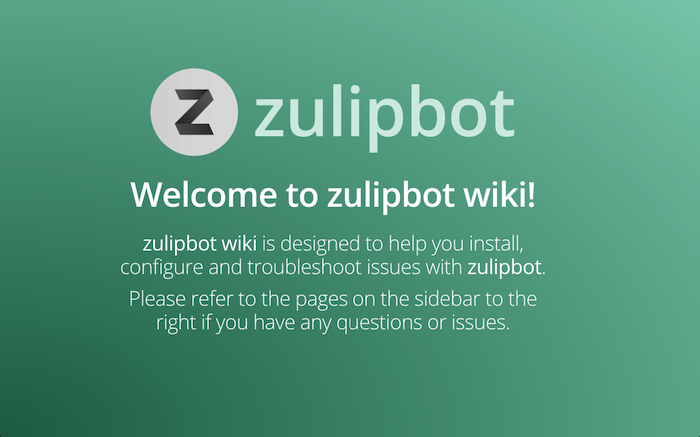 zulipbot
Welcome to zulipbot wiki!
zulipbot wiki is designed to help you install,
configure and troubleshoot issues with zulipbot.
Please refer to the pages on the sidebar to the
right if you have any questions or issues.